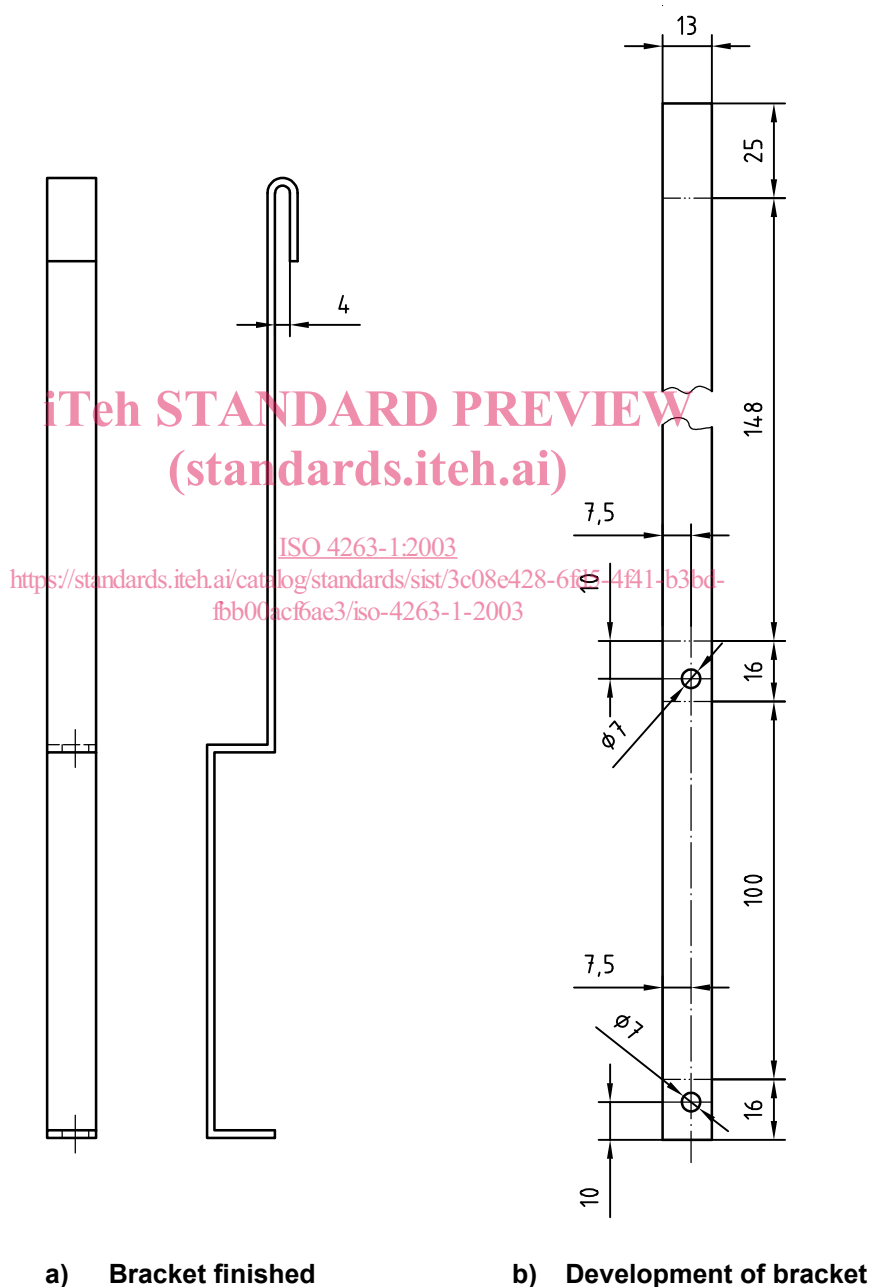 13
25
4
148
iTeh STANDARD PREVIEW
(standards.iteh.ai)
7,5
ISO 4263-1:2003
https://standards.iteh.ai/catalog/standards/sist/3c08e428-6fd5-4f41-b3bd-
fbb00acf6ae3/iso-4263-1-2003
10
16
⌀7
100
7,5
⌀7
16
10
a) Bracket finished
b) Development of bracket